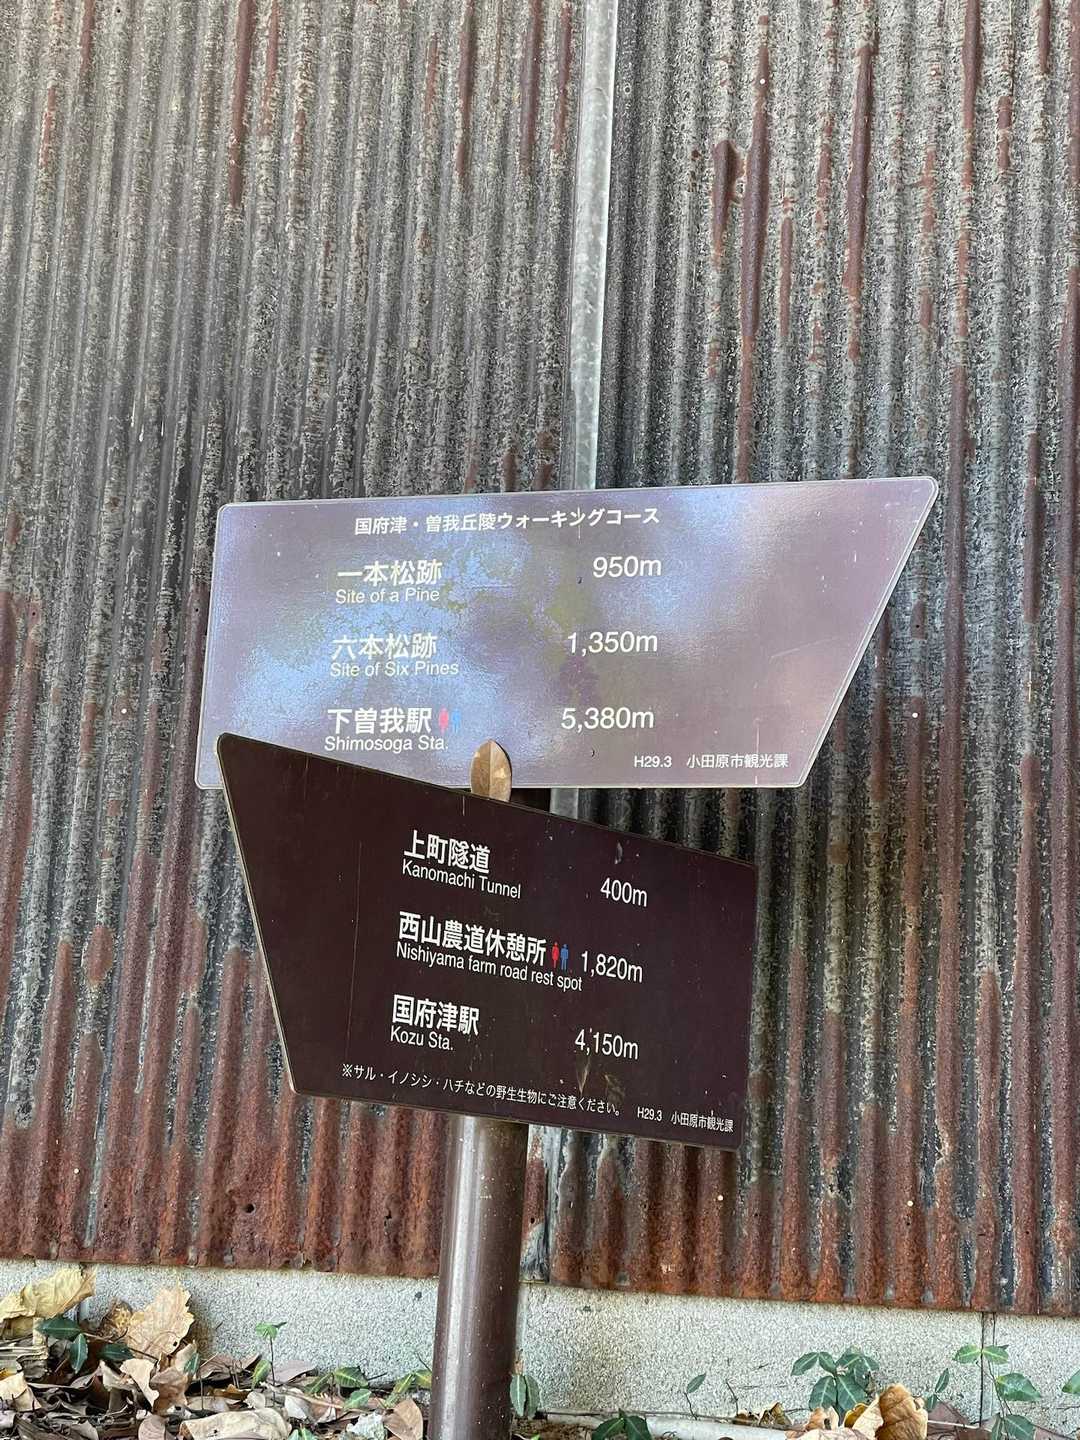 国府津・曽我丘陵ウォーキングコース
一本松跡 950m
Site of a Pine
六本松跡 1,350m
Site of Six Pines
下曽我駅 5,380m
Shimosoga Sta.
H29.3 小田原市観光課
上町隧道
Kanomachi Tunnel 400m
西山農道休憩所 1,820m
Nishiyama farm road rest spot
国府津駅
Kozu Sta. 4,150m
※サル・イノシシ・ハチなどの野生生物にご注意ください。 H29.3 小田原市観光課